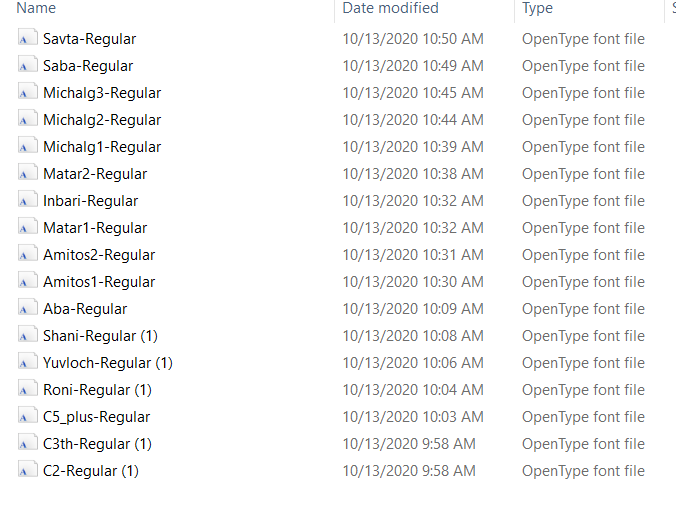 Name Date modified Type
Savta-Regular 10/13/2020 10:50 AM OpenType font file
Saba-Regular 10/13/2020 10:49 AM OpenType font file
Michalg3-Regular 10/13/2020 10:45 AM OpenType font file
Michalg2-Regular 10/13/2020 10:44 AM OpenType font file
Michalg1-Regular 10/13/2020 10:39 AM OpenType font file
Matar2-Regular 10/13/2020 10:38 AM OpenType font file
Inbari-Regular 10/13/2020 10:32 AM OpenType font file
Matar1-Regular 10/13/2020 10:32 AM OpenType font file
Amitos2-Regular 10/13/2020 10:31 AM OpenType font file
Amitos1-Regular 10/13/2020 10:30 AM OpenType font file
Aba-Regular 10/13/2020 10:09 AM OpenType font file
Shani-Regular (1) 10/13/2020 10:08 AM OpenType font file
Yuvloch-Regular (1) 10/13/2020 10:06 AM OpenType font file
Roni-Regular (1) 10/13/2020 10:04 AM OpenType font file
C5_plus-Regular 10/13/2020 10:03 AM OpenType font file
C3th-Regular (1) 10/13/2020 9:58 AM OpenType font file
C2-Regular (1) 10/13/2020 9:58 AM OpenType font file